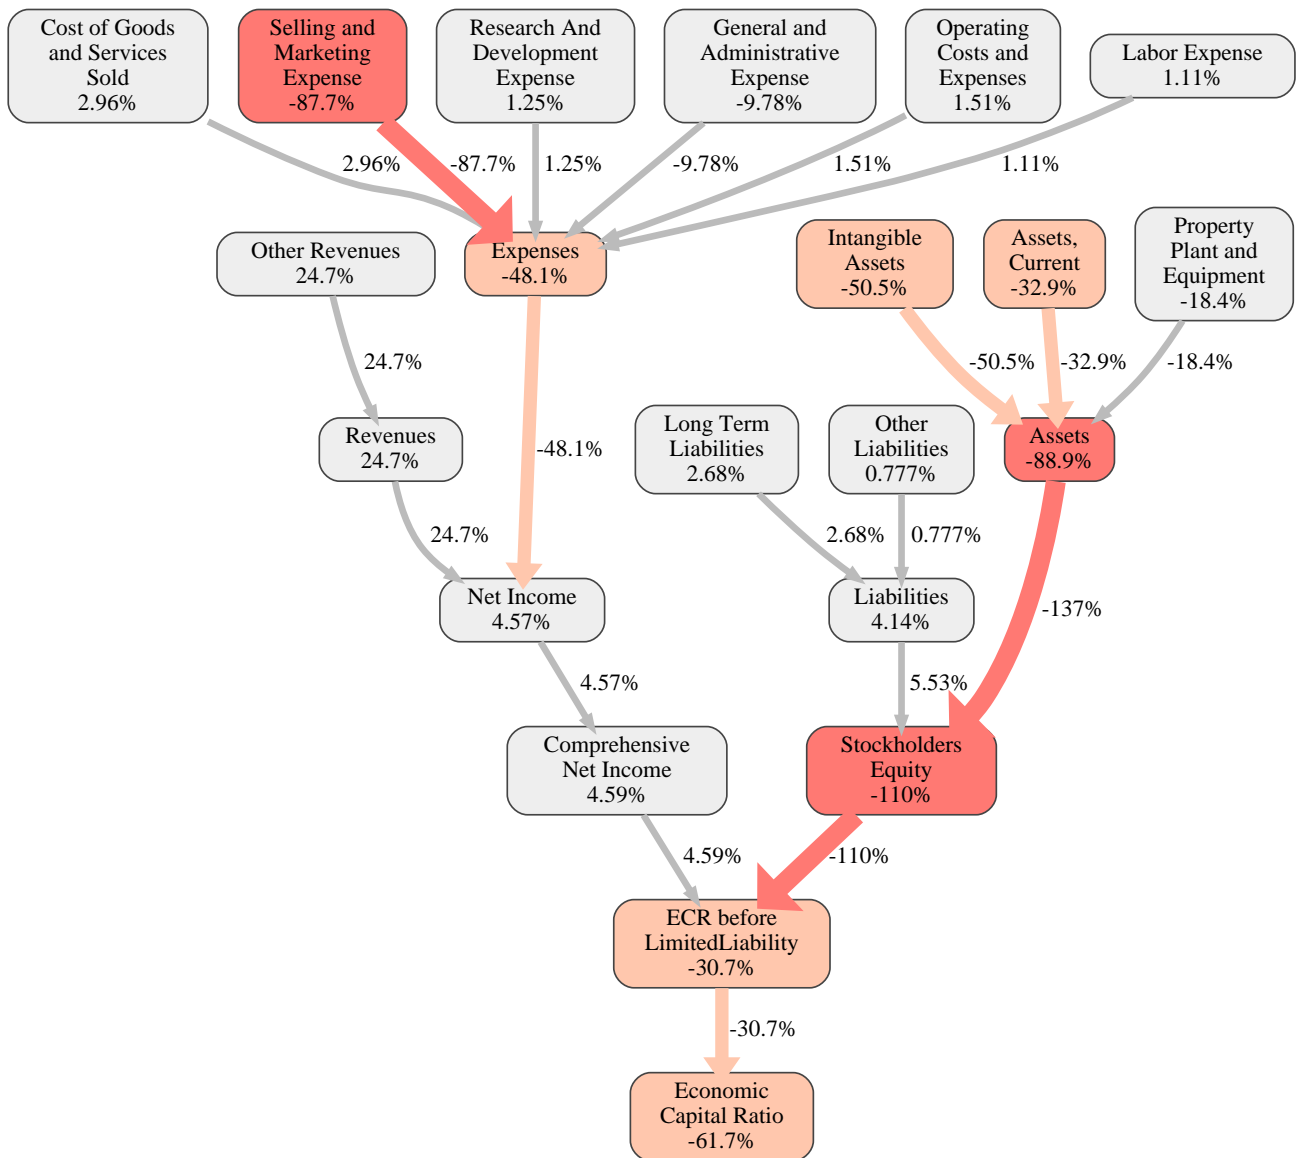 Cost of Goods
and Services
Sold
2.96%
Selling and
Marketing
Expense
-87.7%
Research And
Development
Expense
1.25%
General and
Administrative
Expense
-9.78%
Operating
Costs and
Expenses
1.51%
Labor Expense
1.11%
2.96%
-87.7%
1.25%
-9.78%
1.51%
1.11%
Other Revenues
24.7%
Expenses
-48.1%
Intangible
Assets
-50.5%
Assets,
Current
-32.9%
Property
Plant and
Equipment
-18.4%
24.7%
-48.1%
-50.5%
-32.9%
-18.4%
Revenues
24.7%
Long Term
Liabilities
2.68%
Other
Liabilities
0.777%
Assets
-88.9%
24.7%
2.68%
0.777%
-137%
Net Income
4.57%
Liabilities
4.14%
4.57%
5.53%
Comprehensive
Net Income
4.59%
Stockholders
Equity
-110%
4.59%
-110%
ECR before
LimitedLiability
-30.7%
-30.7%
Economic
Capital Ratio
-61.7%